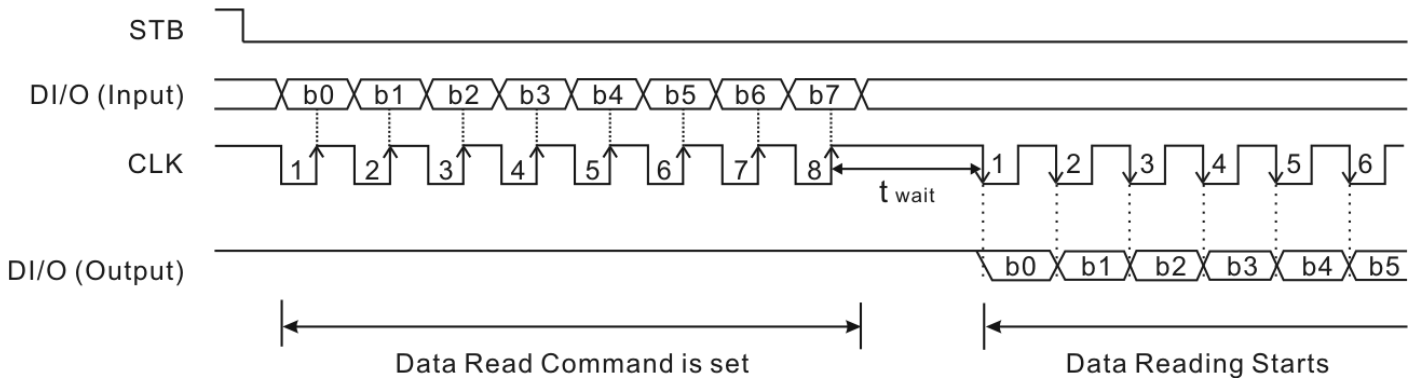 STB
DI/O (Input) b0 b1 b2 b3 b4 b5 b6 b7
CLK 1 2 3 4 5 6 7 8 1 2 3 4 5 6
t wait
DI/O (Output) b0 b1 b2 b3 b4 b5
Data Read Command is set Data Reading Starts